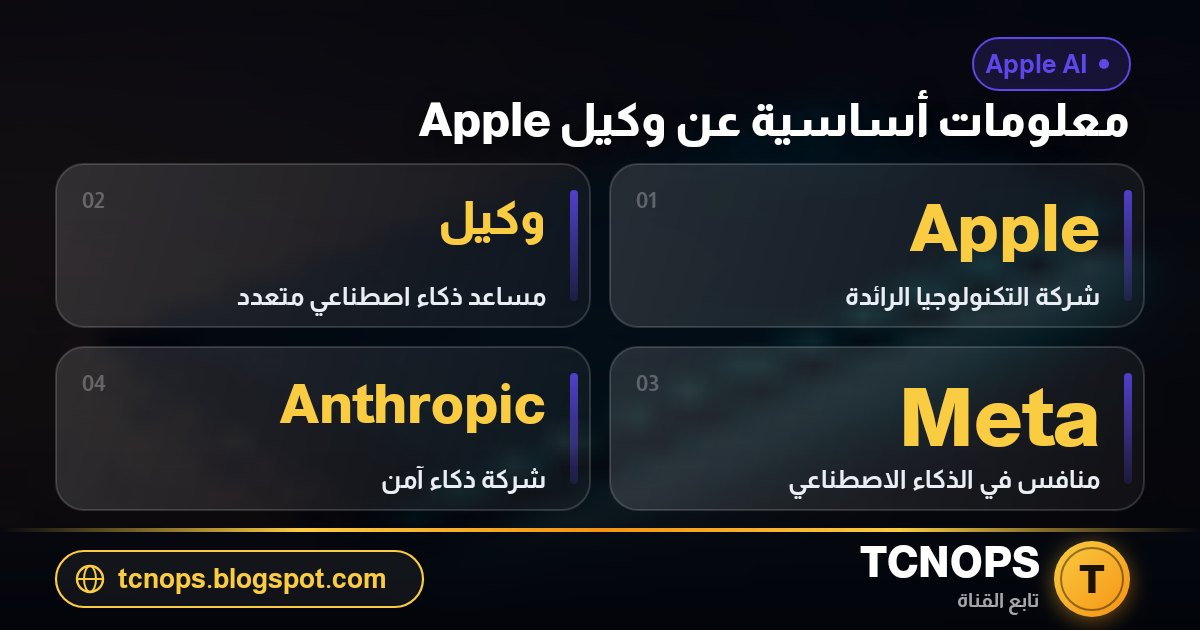 Apple AI
معلومات أساسية عن وكيل Apple
01
Apple
شركة التكنولوجيا الرائدة
02
وكيل
مساعد ذكاء اصطناعي متعدد
03
Meta
منافس في الذكاء الاصطناعي
04
Anthropic
شركة ذكاء آمن
T
TCNOPS
تابع القناة
tcnops.blogspot.com